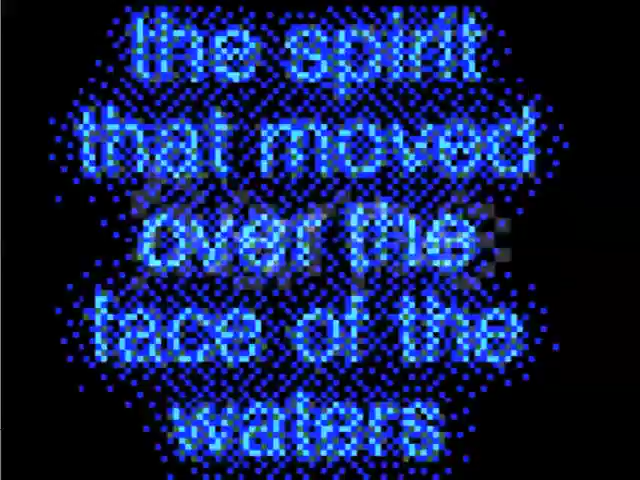 the spirit
that moved
over the
face of the
waters